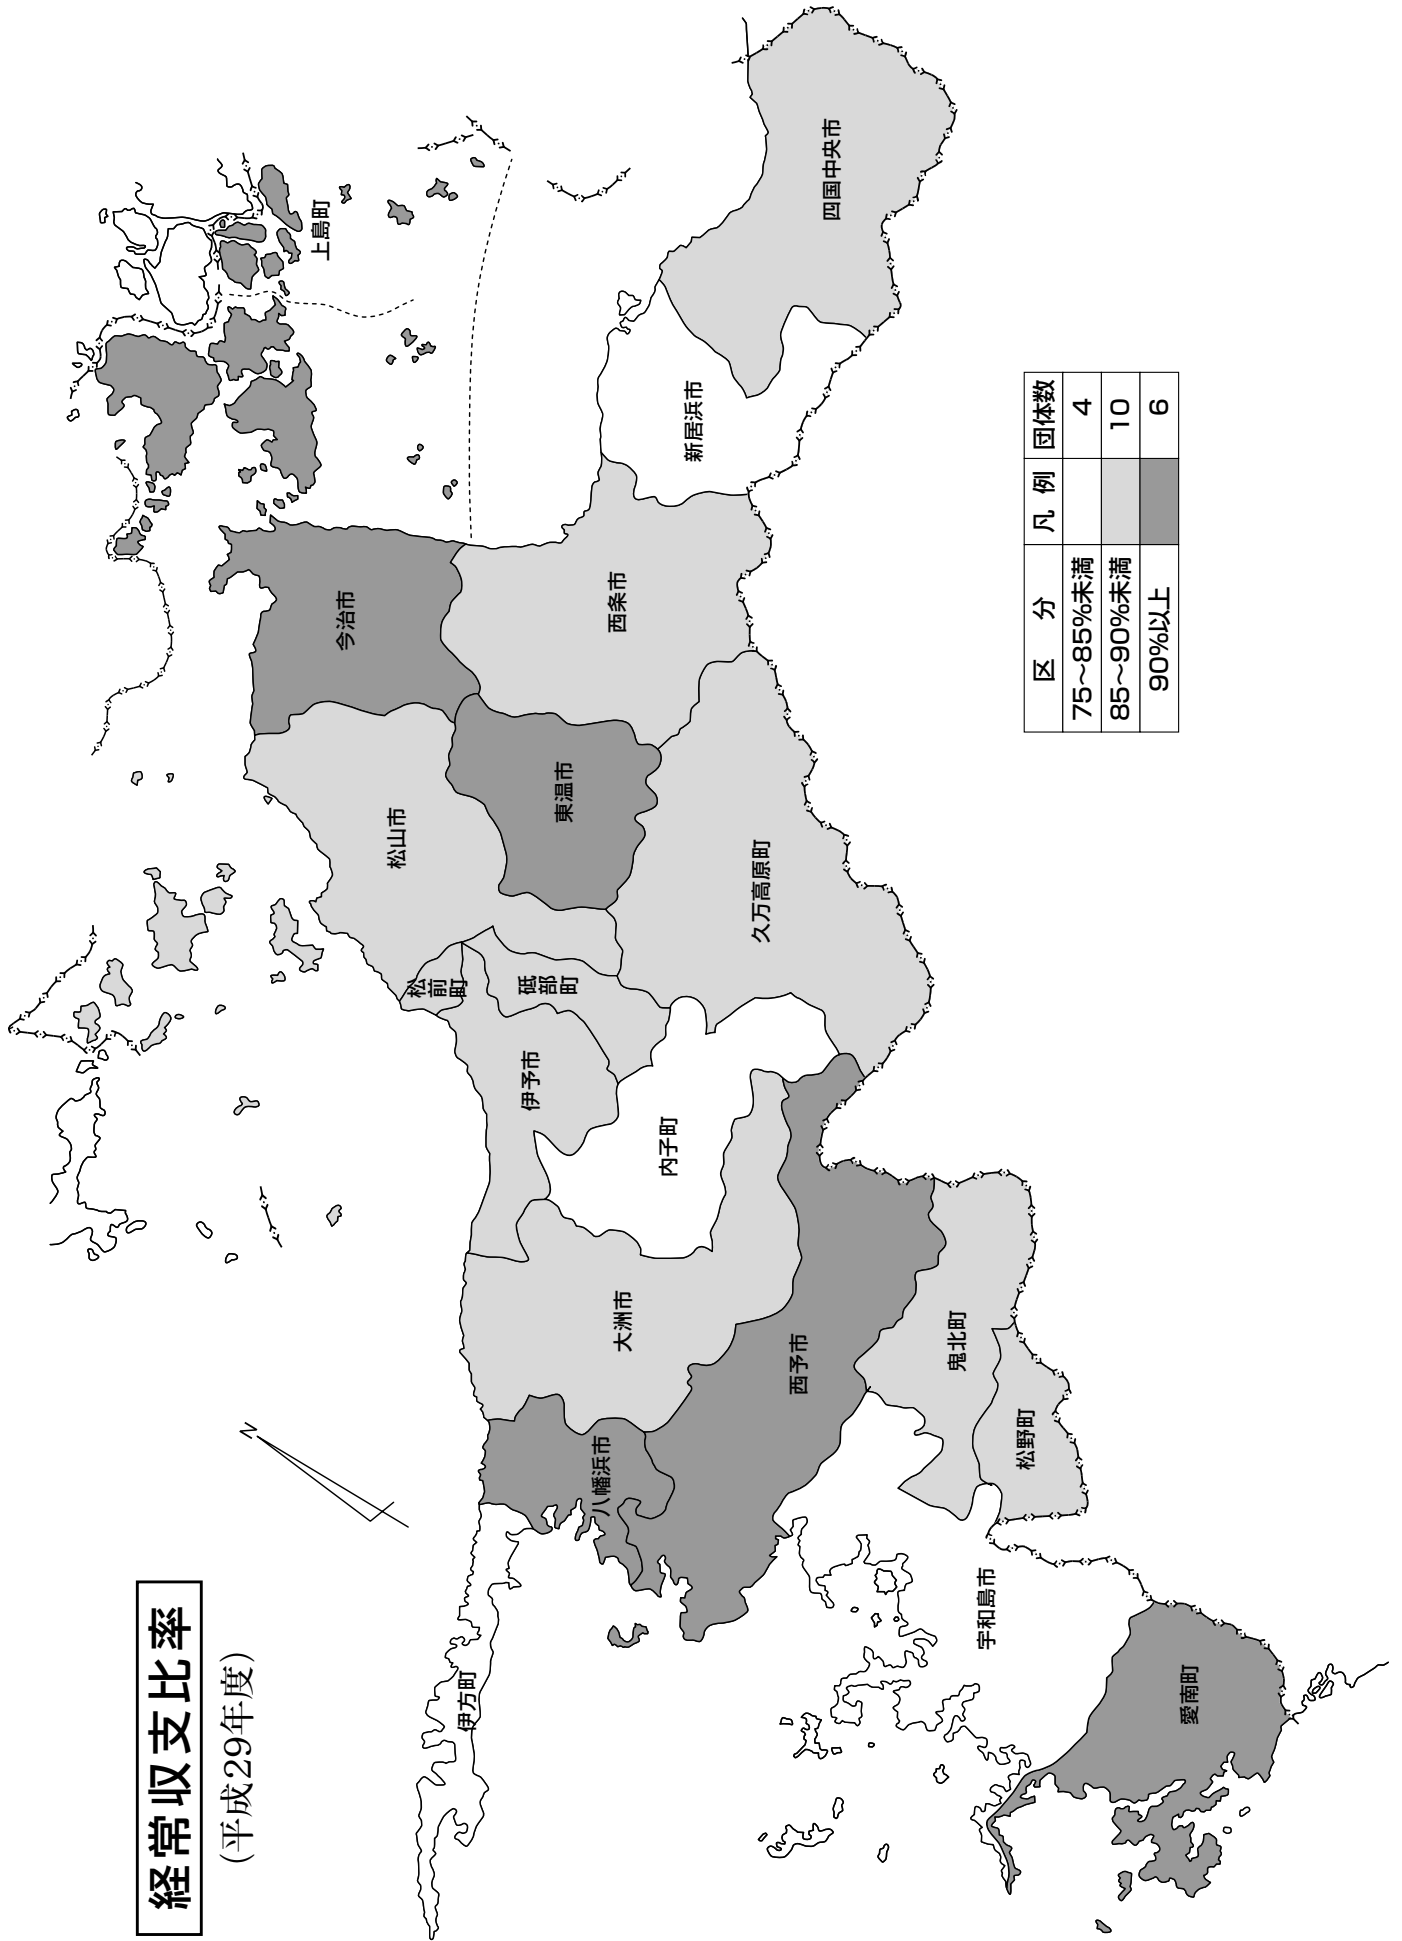 経常収支比率
(平成29年度)
上島町
今治市
四国中央市
新居浜市
西条市
東温市
松山市
久万高原町
松前町
砥部町
伊予市
内子町
大洲市
西予市
鬼北町
松野町
八幡浜市
伊方町
宇和島市
愛南町
N
区 分 凡 例 団体数
75～85%未満 4
85～90%未満 10
90%以上 6